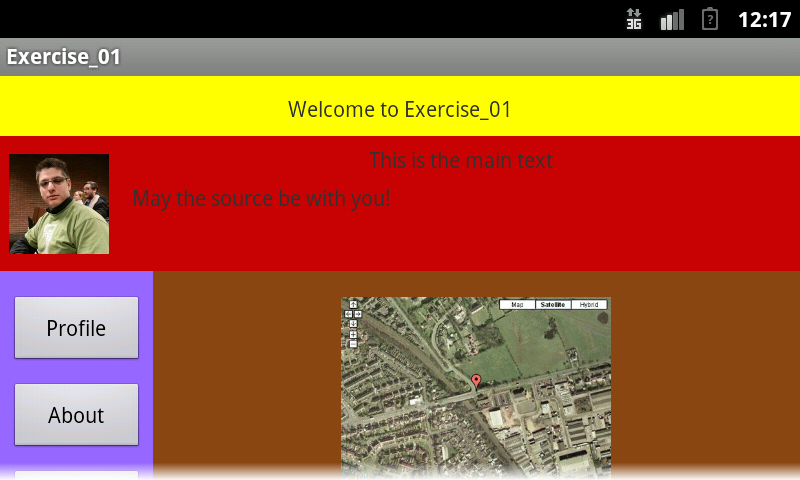 3G ? 12:17
Exercise_01
Welcome to Exercise_01
This is the main text
May the source be with you!
Profile
About
Map Satellite Hybrid